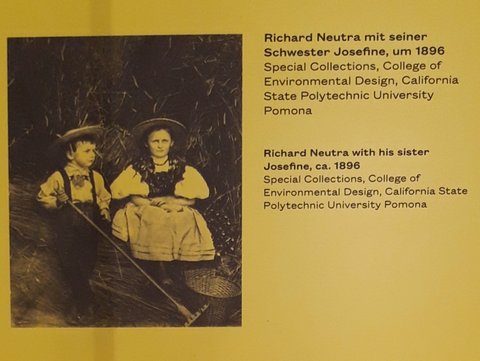 Richard Neutra mit seiner
Schwester Josefine, um 1896
Special Collections, College of
Environmental Design, California
State Polytechnic University
Pomona
Richard Neutra with his sister
Josefine, ca. 1896
Special Collections, College of
Environmental Design, California State
Polytechnic University Pomona